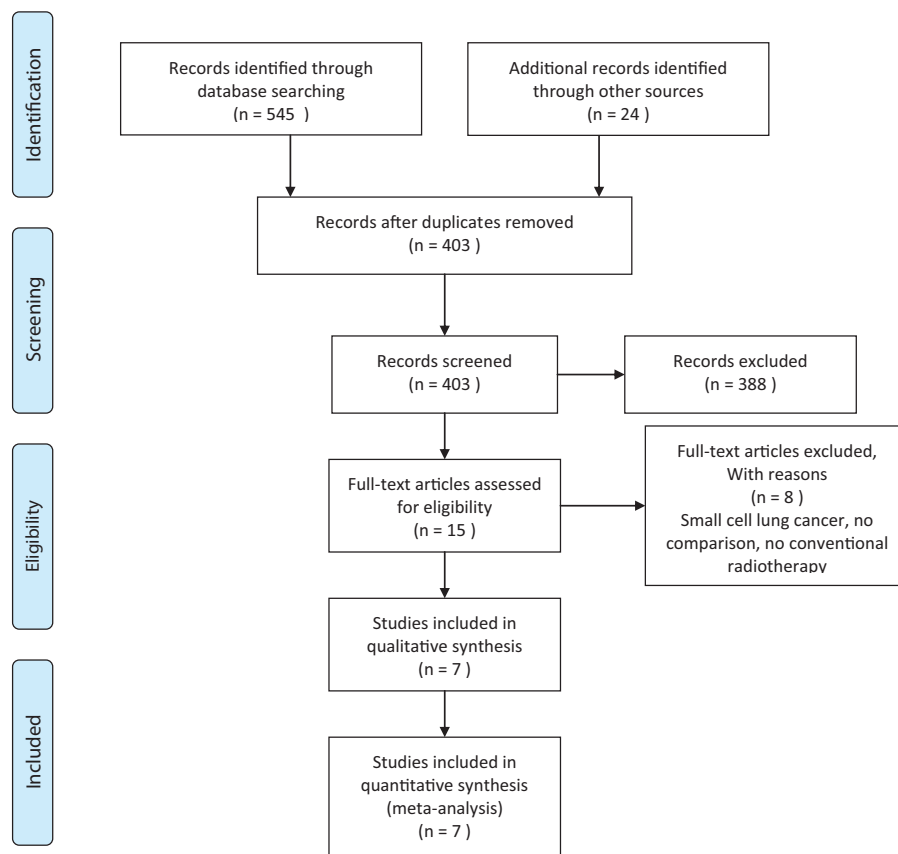 Identification
Records identified through
database searching
(n = 545 )
Additional records identified
through other sources
(n = 24 )
Records after duplicates removed
(n = 403 )
Screening
Records screened
(n = 403 )
Records excluded
(n = 388 )
Eligibility
Full-text articles assessed
for eligibility
(n = 15 )
Full-text articles excluded,
With reasons
(n = 8 )
Small cell lung cancer, no
comparison, no conventional
radiotherapy
Studies included in
qualitative synthesis
(n = 7 )
Included
Studies included in
quantitative synthesis
(meta-analysis)
(n = 7 )